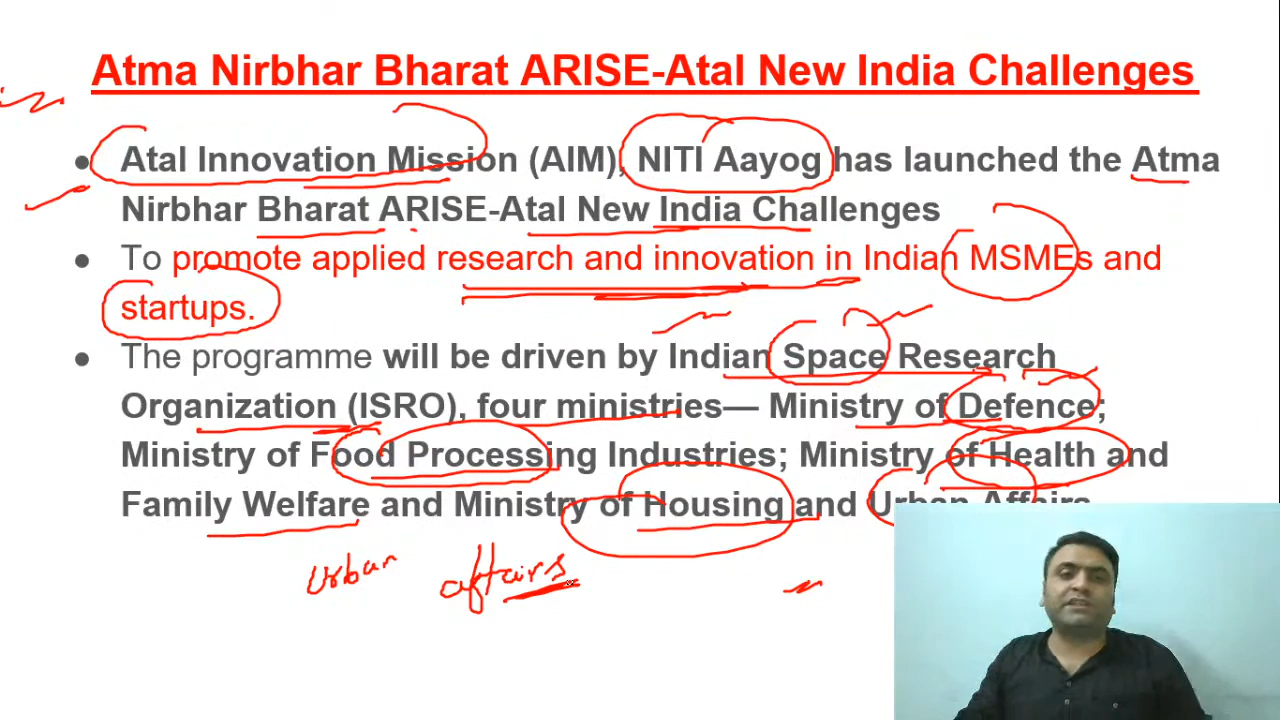 Atma Nirbhar Bharat ARISE-Atal New India Challenges
● Atal Innovation Mission (AIM), NITI Aayog has launched the Atma
Nirbhar Bharat ARISE-Atal New India Challenges
● To promote applied research and innovation in Indian MSMEs and
startups.
● The programme will be driven by Indian Space Research
Organization (ISRO), four ministries— Ministry of Defence;
Ministry of Food Processing Industries; Ministry of Health and
Family Welfare and Ministry of Housing and Urban Affairs
Urban affairs